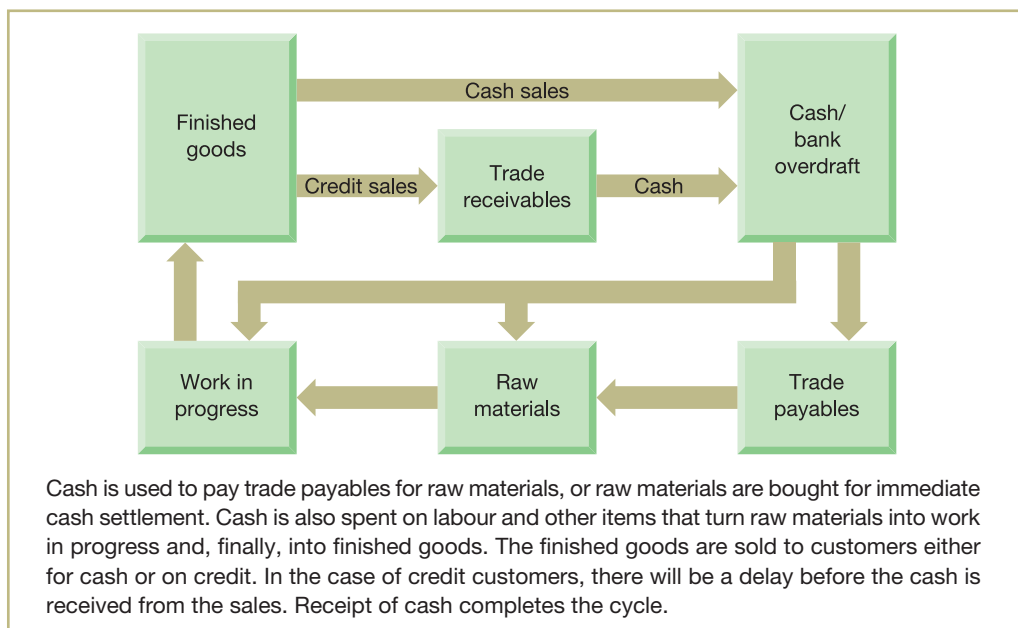 Finished
goods
Cash sales
Cash/
bank
overdraft
Credit sales
Trade
receivables
Cash
Work in
progress
Raw
materials
Trade
payables
Cash is used to pay trade payables for raw materials, or raw materials are bought for immediate
cash settlement. Cash is also spent on labour and other items that turn raw materials into work
in progress and, finally, into finished goods. The finished goods are sold to customers either
for cash or on credit. In the case of credit customers, there will be a delay before the cash is
received from the sales. Receipt of cash completes the cycle.